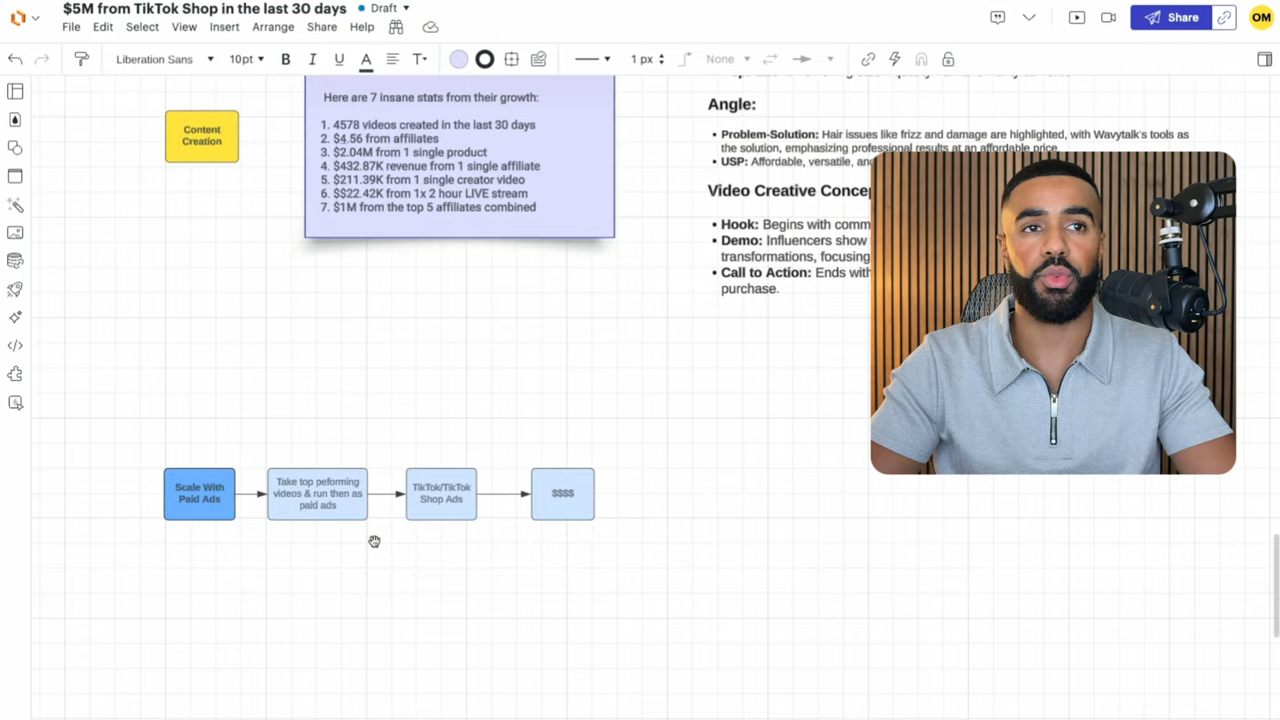 $5M from TikTok Shop in the last 30 days
Draft
File Edit Select View Insert Arrange Share Help
Share
OM
Liberation Sans
10pt
B I U A
T
None
1 px
Content
Creation
Here are 7 insane stats from their growth:
1. 4578 videos created in the last 30 days
2. $4.56 from affiliates
3. $2.04M from 1 single product
4. $432.87K revenue from 1 single affiliate
5. $211.39K from 1 single creator video
6. $$22.42K from 1x 2 hour LIVE stream
7. $1M from the top 5 affiliates combined
Angle:
• Problem-Solution: Hair issues like frizz and damage are highlighted, with Wavytalk's tools as
the solution, emphasizing professional results at an affordable price.
• USP: Affordable, versatile, an
Video Creative Conce
• Hook: Begins with comm
• Demo: Influencers show
transformations, focusing
• Call to Action: Ends with
purchase.
Scale With
Paid Ads
Take top peforming
videos & run then as
paid ads
TikTok/TikTok
Shop Ads
$$$$